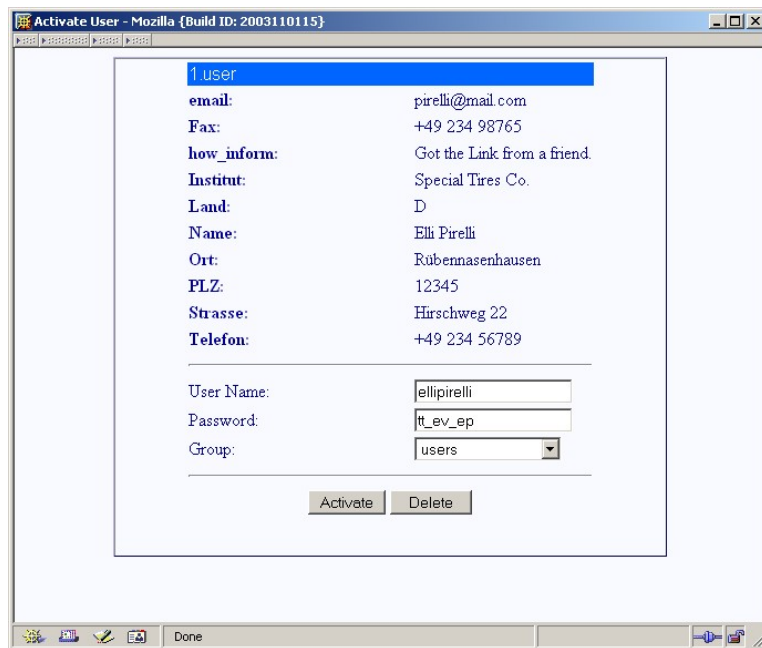 Activate User - Mozilla {Build ID: 2003110115}
1.user
email: pirelli@mail.com
Fax: +49 234 98765
how_inform: Got the Link from a friend.
Institut: Special Tires Co.
Land: D
Name: Elli Pirelli
Ort: Rübennasenhausen
PLZ: 12345
Strasse: Hirschweg 22
Telefon: +49 234 56789
User Name: ellipirelli
Password: tt_ev_ep
Group: users
Activate Delete
Done